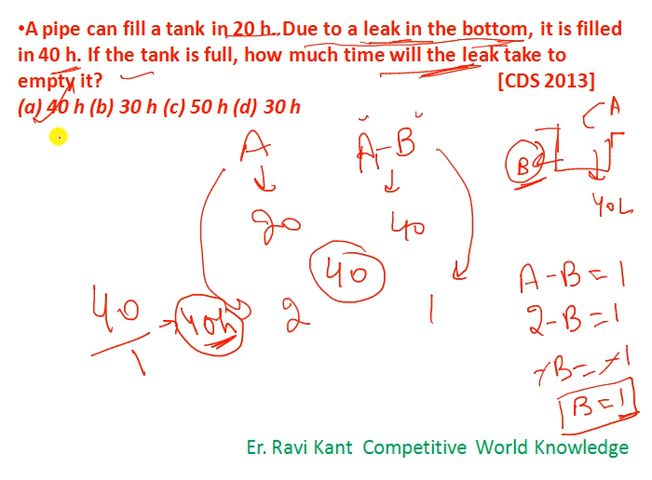 •A pipe can fill a tank in 20 h. Due to a leak in the bottom, it is filled
in 40 h. If the tank is full, how much time will the leak take to
empty it? [CDS 2013]
(a) 40 h (b) 30 h (c) 50 h (d) 30 h
A A-B
20 40
40
2 1
40/1 → 40h
A
B
40L
A-B=1
2-B=1
-B=-1
B=1
Er. Ravi Kant Competitive World Knowledge